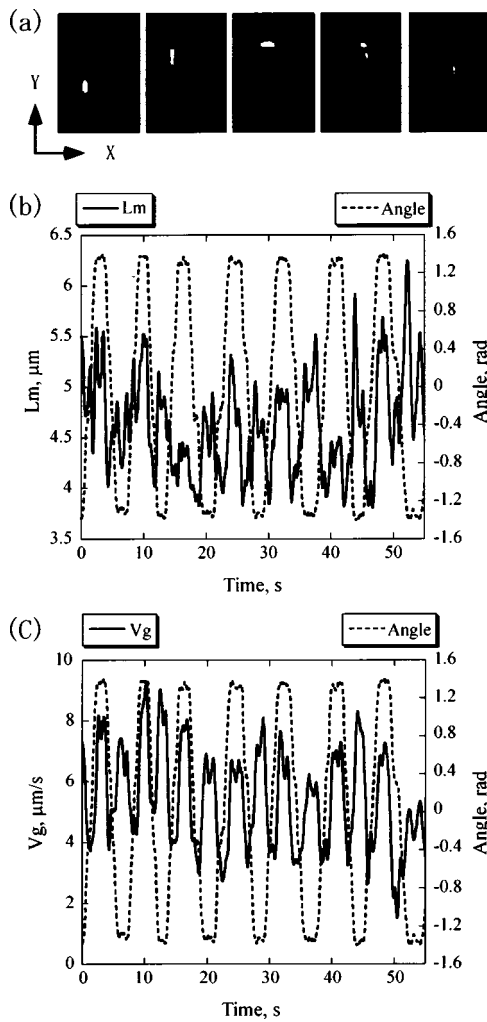 (a)
Y
X
(b)
Lm
Angle
6.5
6
5.5
5
4.5
4
3.5
Lm, μm
1.6
1.2
0.8
0.4
0
-0.4
-0.8
-1.2
-1.6
Angle, rad
0 10 20 30 40 50
Time, s
(C)
Vg
Angle
10
8
6
4
2
0
Vg, μm/s
1.6
1.2
0.8
0.4
0
-0.4
-0.8
-1.2
-1.6
Angle, rad
0 10 20 30 40 50
Time, s